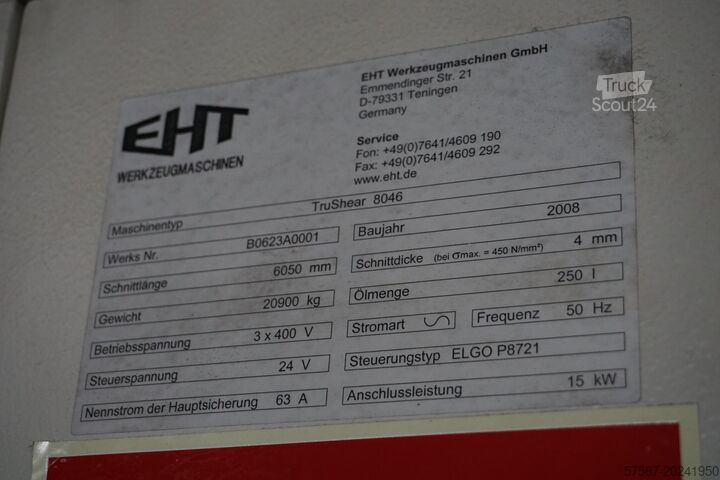 EHT Werkzeugmaschinen GmbH
Emmendinger Str. 21
D-79331 Teningen
Germany
Truck
Scout24
EHT
WERKZEUGMASCHINEN
Service
Fon: +49(0)7641/4609 190
Fax: +49(0)7641/4609 292
www.eht.de
Maschinentyp TruShear 8046
Werks Nr. B0623A0001
Baujahr 2008
Schnittlänge 6050 mm
Schnittdicke (bei σmax. = 450 N/mm²) 4 mm
Gewicht 20900 kg
Ölmenge 250 l
Betriebsspannung 3 x 400 V
Stromart
Frequenz 50 Hz
Steuerspannung 24 V
Steuerungstyp ELGO P8721
Nennstrom der Hauptsicherung 63 A
Anschlussleistung 15 kW
57567-20241950